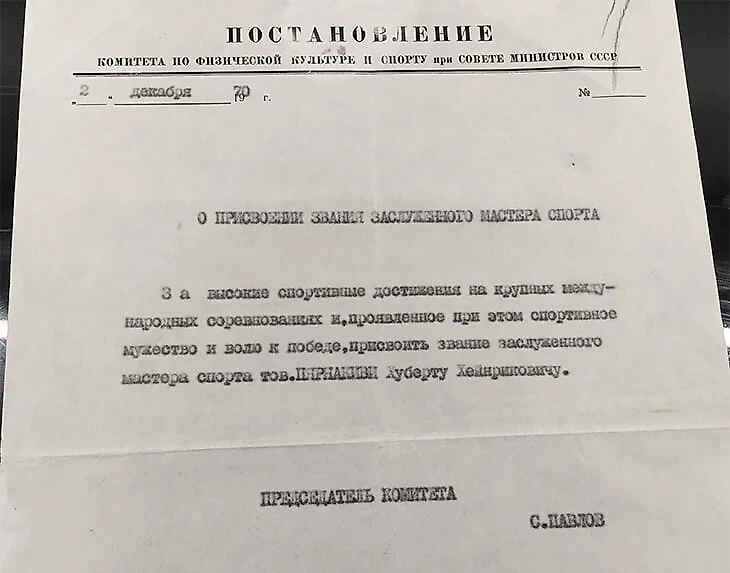 ПОСТАНОВЛЕНИЕ
КОМИТЕТА ПО ФИЗИЧЕСКОЙ КУЛЬТУРЕ И СПОРТУ при СОВЕТЕ МИНИСТРОВ СССР
„ 2 " декабря 1970 г. №
О ПРИСВОЕНИИ ЗВАНИЯ ЗАСЛУЖЕННОГО МАСТЕРА СПОРТА
З а высокие спортивные достижения на крупных между-
народных соревнованиях и,проявленное при этом спортивное
мужество и волю к победе,присвоить звание заслуженного
мастера спорта тов.ПЯРНАКИВИ Хуберту Хейнриковичу.
ПРЕДСЕДАТЕЛЬ КОМИТЕТА
С.ПАВЛОВ